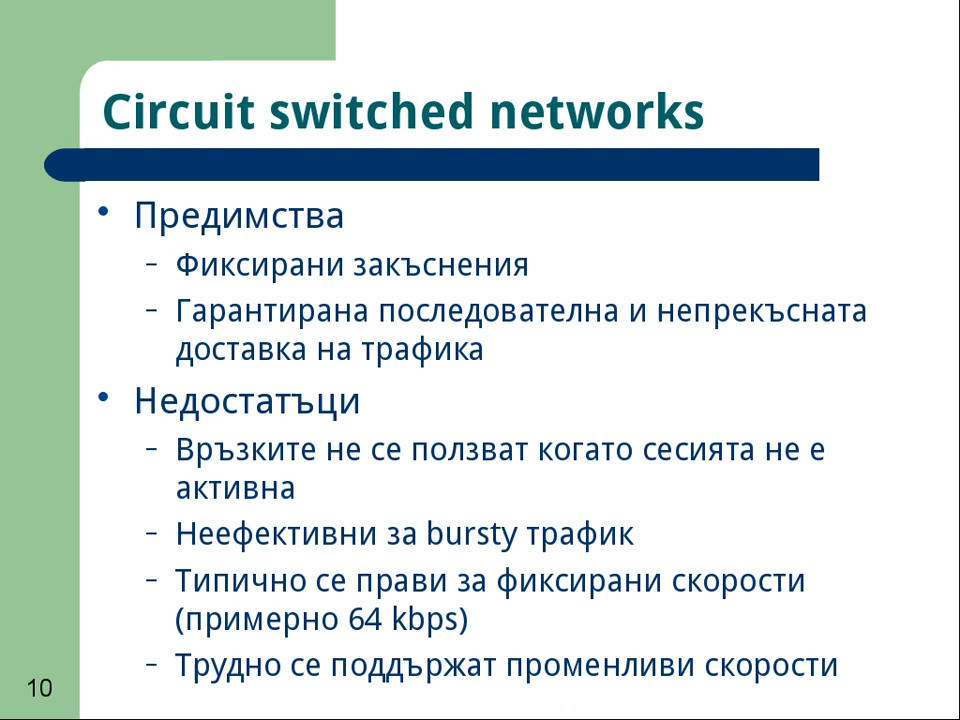 Circuit switched networks
• Предимства
– Фиксирани закъснения
– Гарантирана последователна и непрекъсната
доставка на трафика
• Недостатъци
– Връзките не се ползват когато сесията не е
активна
– Неефективни за bursty трафик
– Типично се прави за фиксирани скорости
(примерно 64 kbps)
– Трудно се поддържат променливи скорости
10